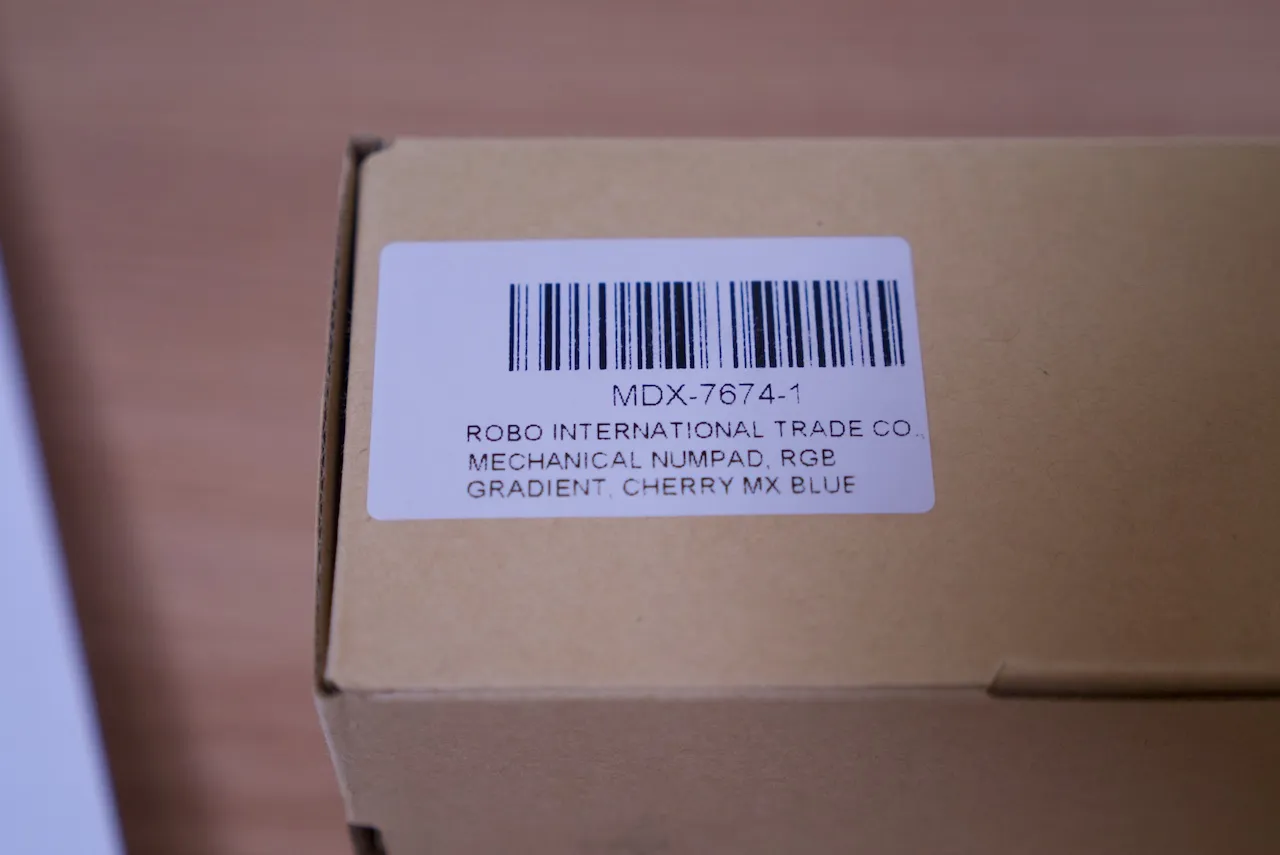 MDX-7674-1
ROBO INTERNATIONAL TRADE CO.,
MECHANICAL NUMPAD, RGB
GRADIENT, CHERRY MX BLUE